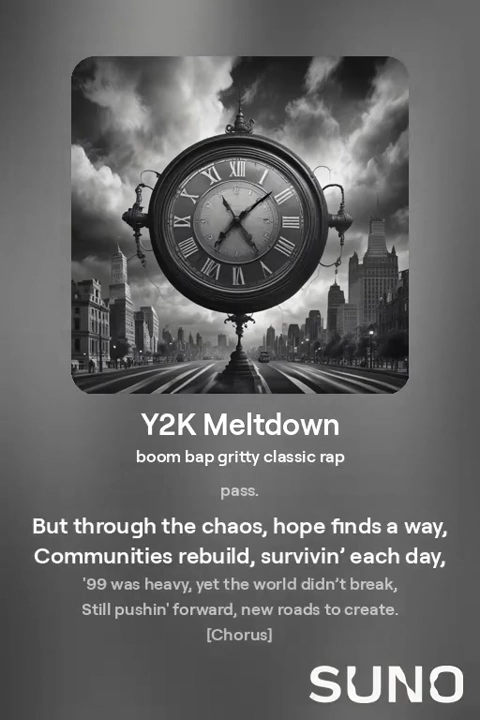 Y2K Meltdown
boom bap gritty classic rap
pass.
But through the chaos, hope finds a way,
Communities rebuild, survivin’ each day,
'99 was heavy, yet the world didn’t break,
Still pushin' forward, new roads to create.
[Chorus]
SUNO